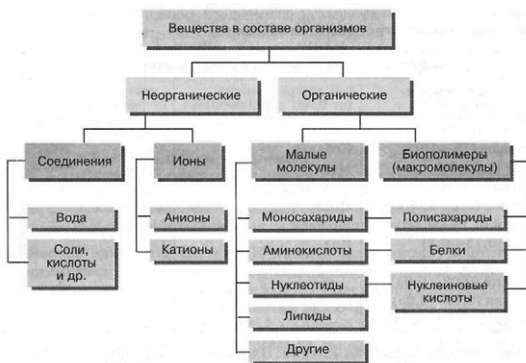 Вещества в составе организмов
Неорганические
Органические
Соединения
Ионы
Малые
молекулы
Биополимеры
(макромолекулы)
Вода
Анионы
Моносахариды
Полисахариды
Соли,
кислоты
и др.
Катионы
Аминокислоты
Белки
Нуклеотиды
Нуклеиновые
кислоты
Липиды
Другие